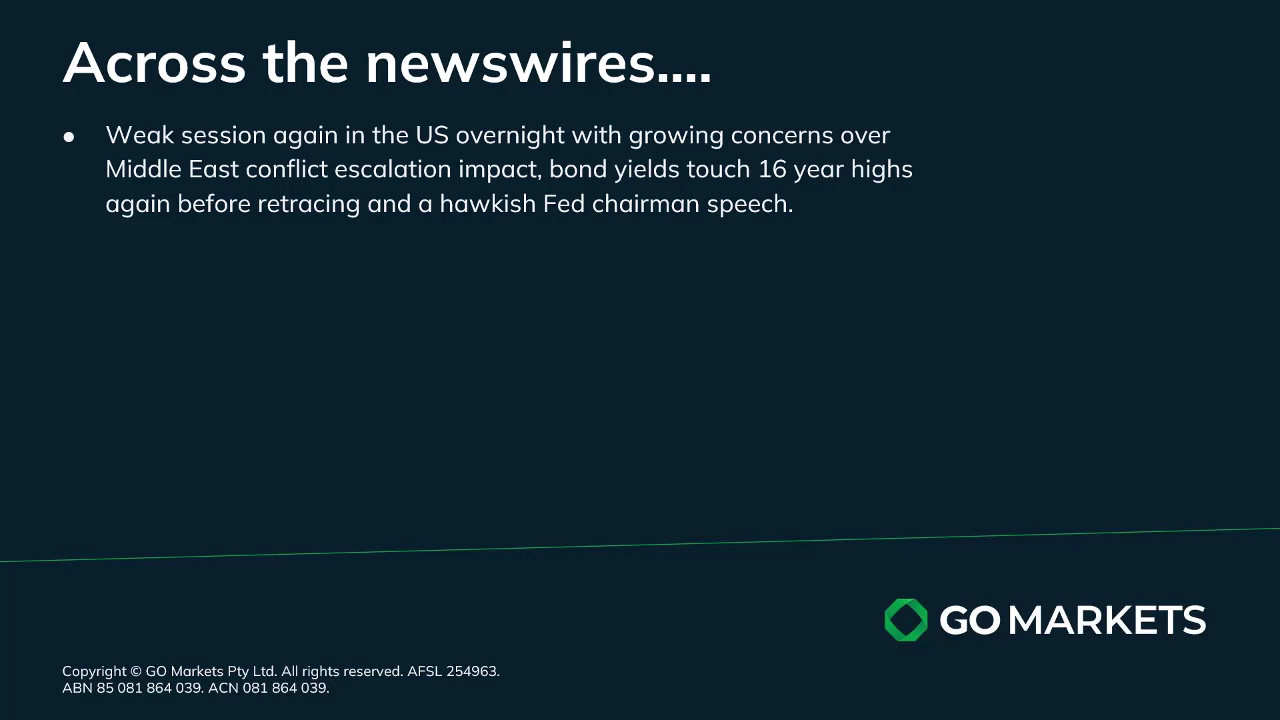 Across the newswires....
● Weak session again in the US overnight with growing concerns over
Middle East conflict escalation impact, bond yields touch 16 year highs
again before retracing and a hawkish Fed chairman speech.
GO MARKETS
Copyright © GO Markets Pty Ltd. All rights reserved. AFSL 254963.
ABN 85 081 864 039. ACN 081 864 039.